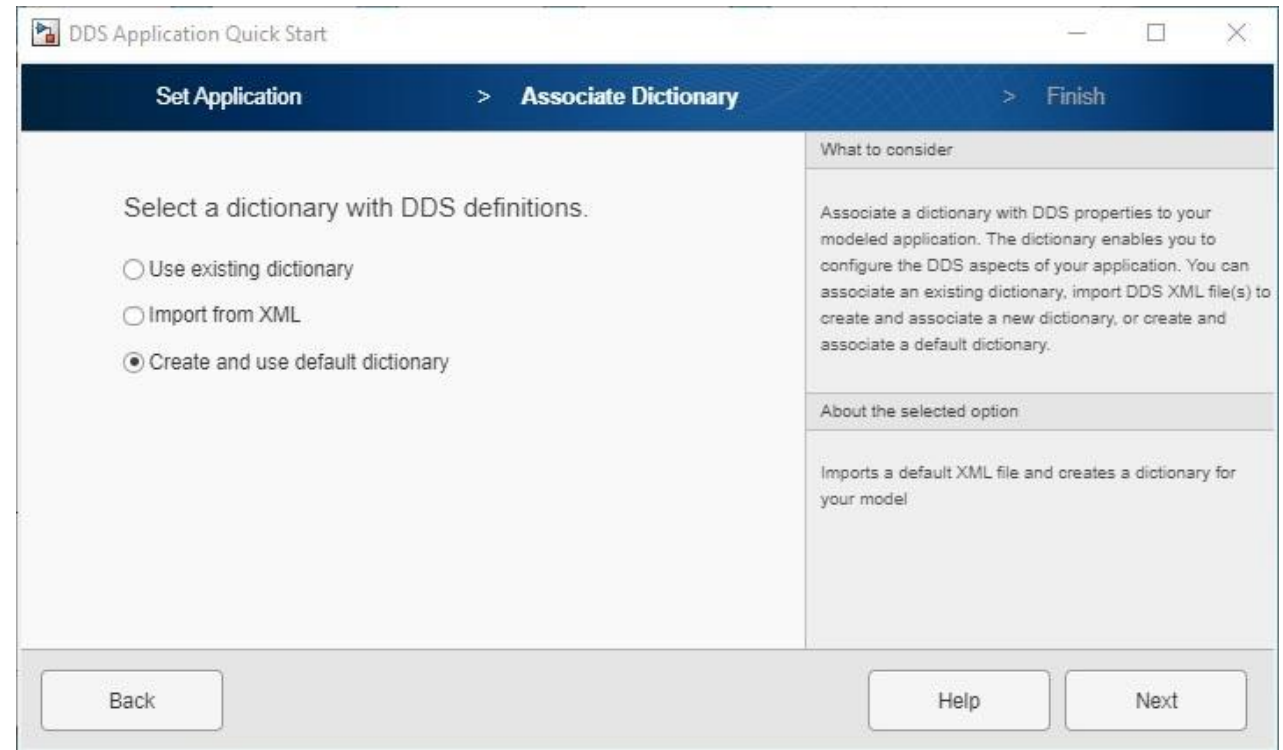 DDS Application Quick Start
Set Application > Associate Dictionary > Finish
Select a dictionary with DDS definitions.
Use existing dictionary
Import from XML
Create and use default dictionary
What to consider
Associate a dictionary with DDS properties to your
modeled application. The dictionary enables you to
configure the DDS aspects of your application. You can
associate an existing dictionary, import DDS XML file(s) to
create and associate a new dictionary, or create and
associate a default dictionary.
About the selected option
Imports a default XML file and creates a dictionary for
your model
Back
Help
Next